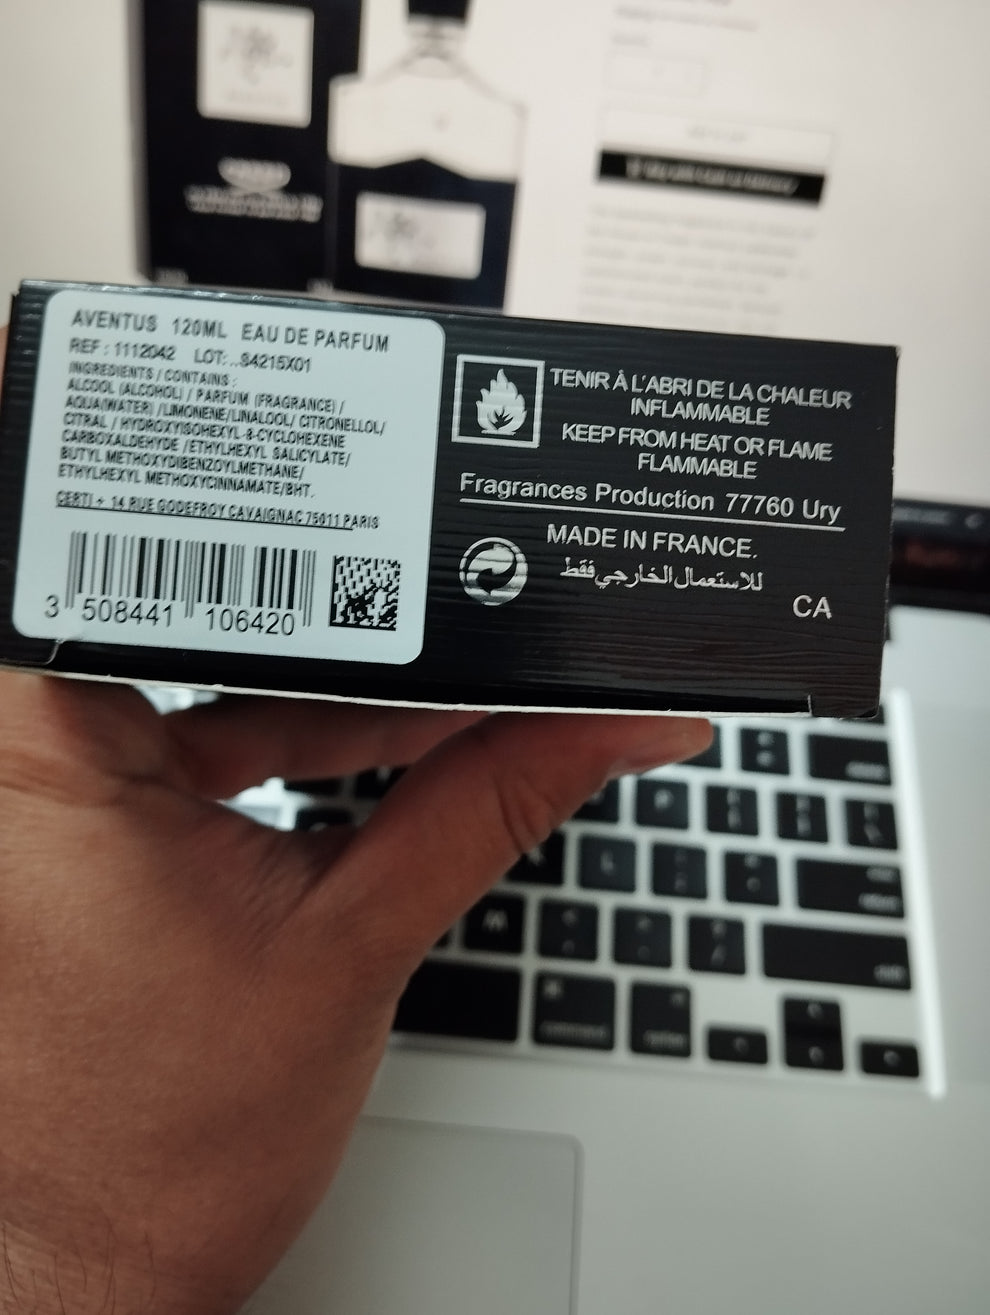 AVENTUS 120ML EAU DE PARFUM
REF : 1112042 LOT:..S4215X01
INGREDIENTS / CONTAINS :
ALCOOL (ALCOHOL) / PARFUM (FRAGRANCE) /
AQUA(WATER) /LIMONENE/LINALOOL/ CITRONELLOL/
CITRAL / HYDROXYISOHEXYL-8-CYCLOHEXENE
CARBOXALDEHYDE /ETHYLHEXYL SALICYLATE/
BUTYL METHOXYDIBENZOYLMETHANE/
ETHYLHEXYL METHOXYCINNAMATE/BHT.
CERTI + 14 RUE GODEFROY CAVAIGNAC 75011 PARIS
3 508441 106420
TENIR À L'ABRI DE LA CHALEUR
INFLAMMABLE
KEEP FROM HEAT OR FLAME
FLAMMABLE
Fragrances Production 77760 Ury
MADE IN FRANCE.
للاستعمال الخارجي فقط
CA